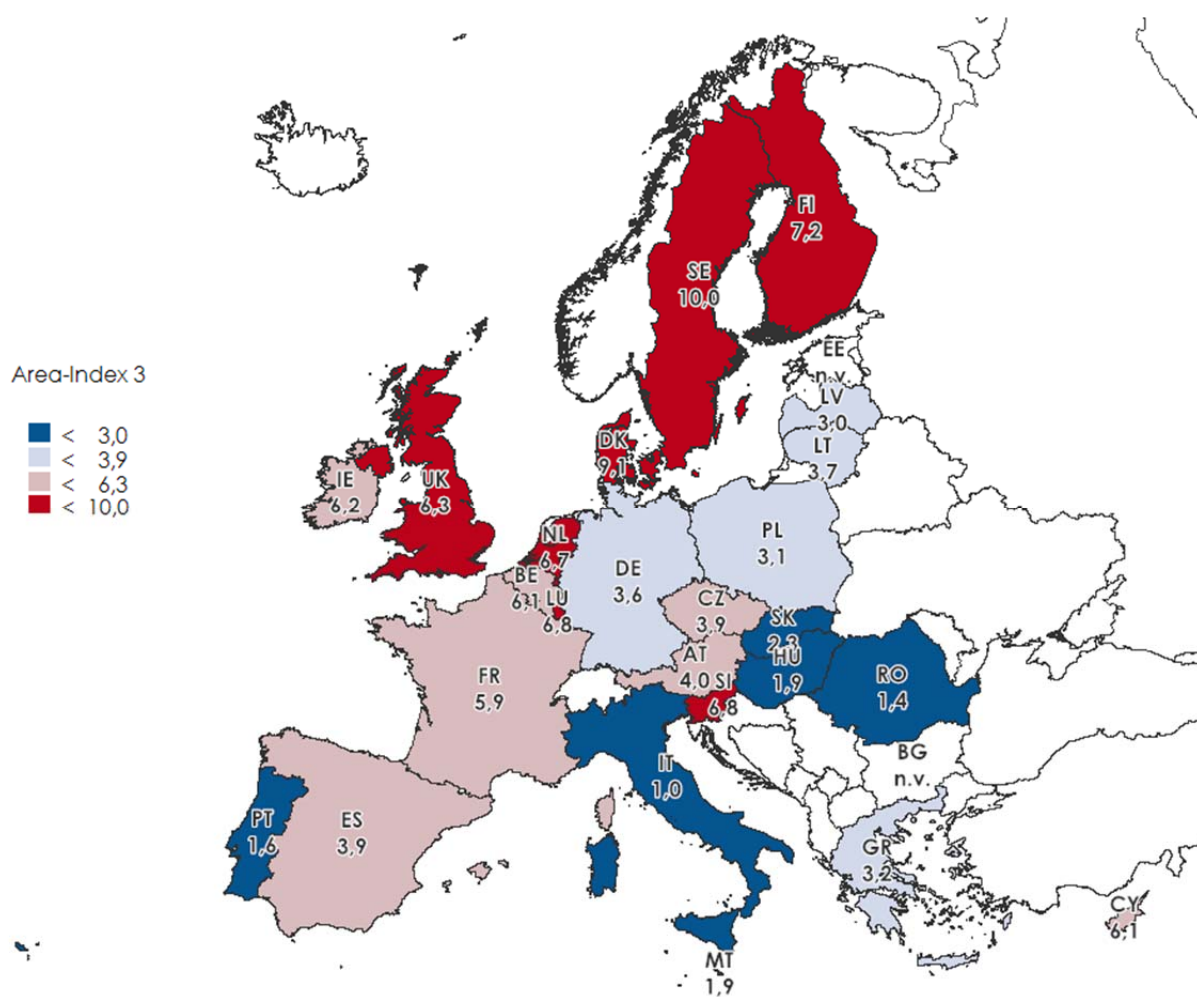 Area-Index 3
< 3,0
< 3,9
< 6,3
< 10,0
FI
7,2
SE
10,0
EE
n.v.
LV
3,0
LT
3,7
DK
9,1
IE
6,2
UK
6,3
NL
6,7
BE
6,1
LU
6,8
DE
3,6
PL
3,1
CZ
3,9
SK
2,3
AT
4,0
HU
1,9
SI
6,8
FR
5,9
RO
1,4
BG
n.v.
IT
1,0
PT
1,6
ES
3,9
GR
3,2
CY
6,1
MT
1,9